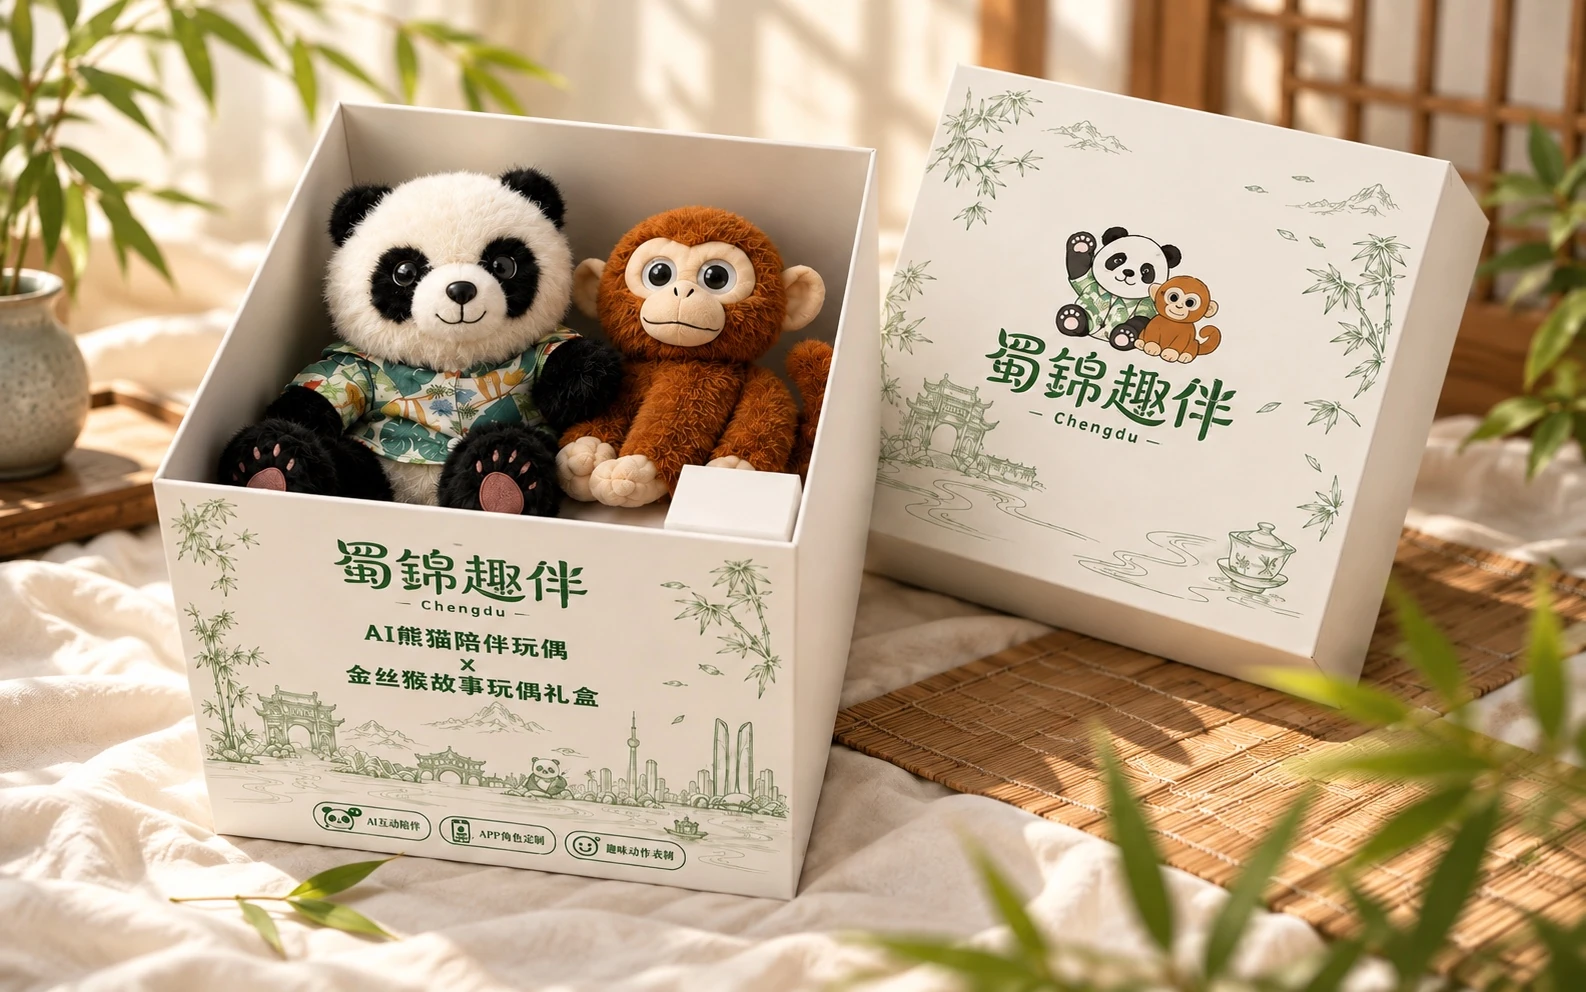 蜀錦趣伴
Chengdu
AI熊猫陪伴玩偶
×
金丝猴故事玩偶礼盒
AI互动陪伴
APP角色定制
趣味动作表情
蜀錦趣伴
Chengdu